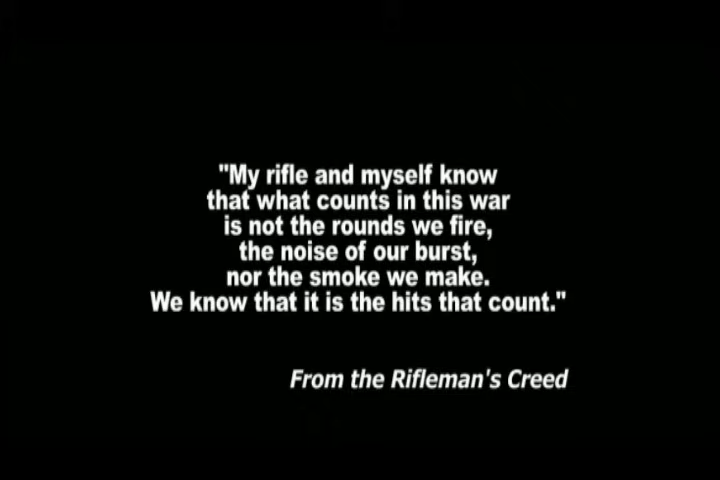 "My rifle and myself know
that what counts in this war
is not the rounds we fire,
the noise of our burst,
nor the smoke we make.
We know that it is the hits that count."
From the Rifleman's Creed